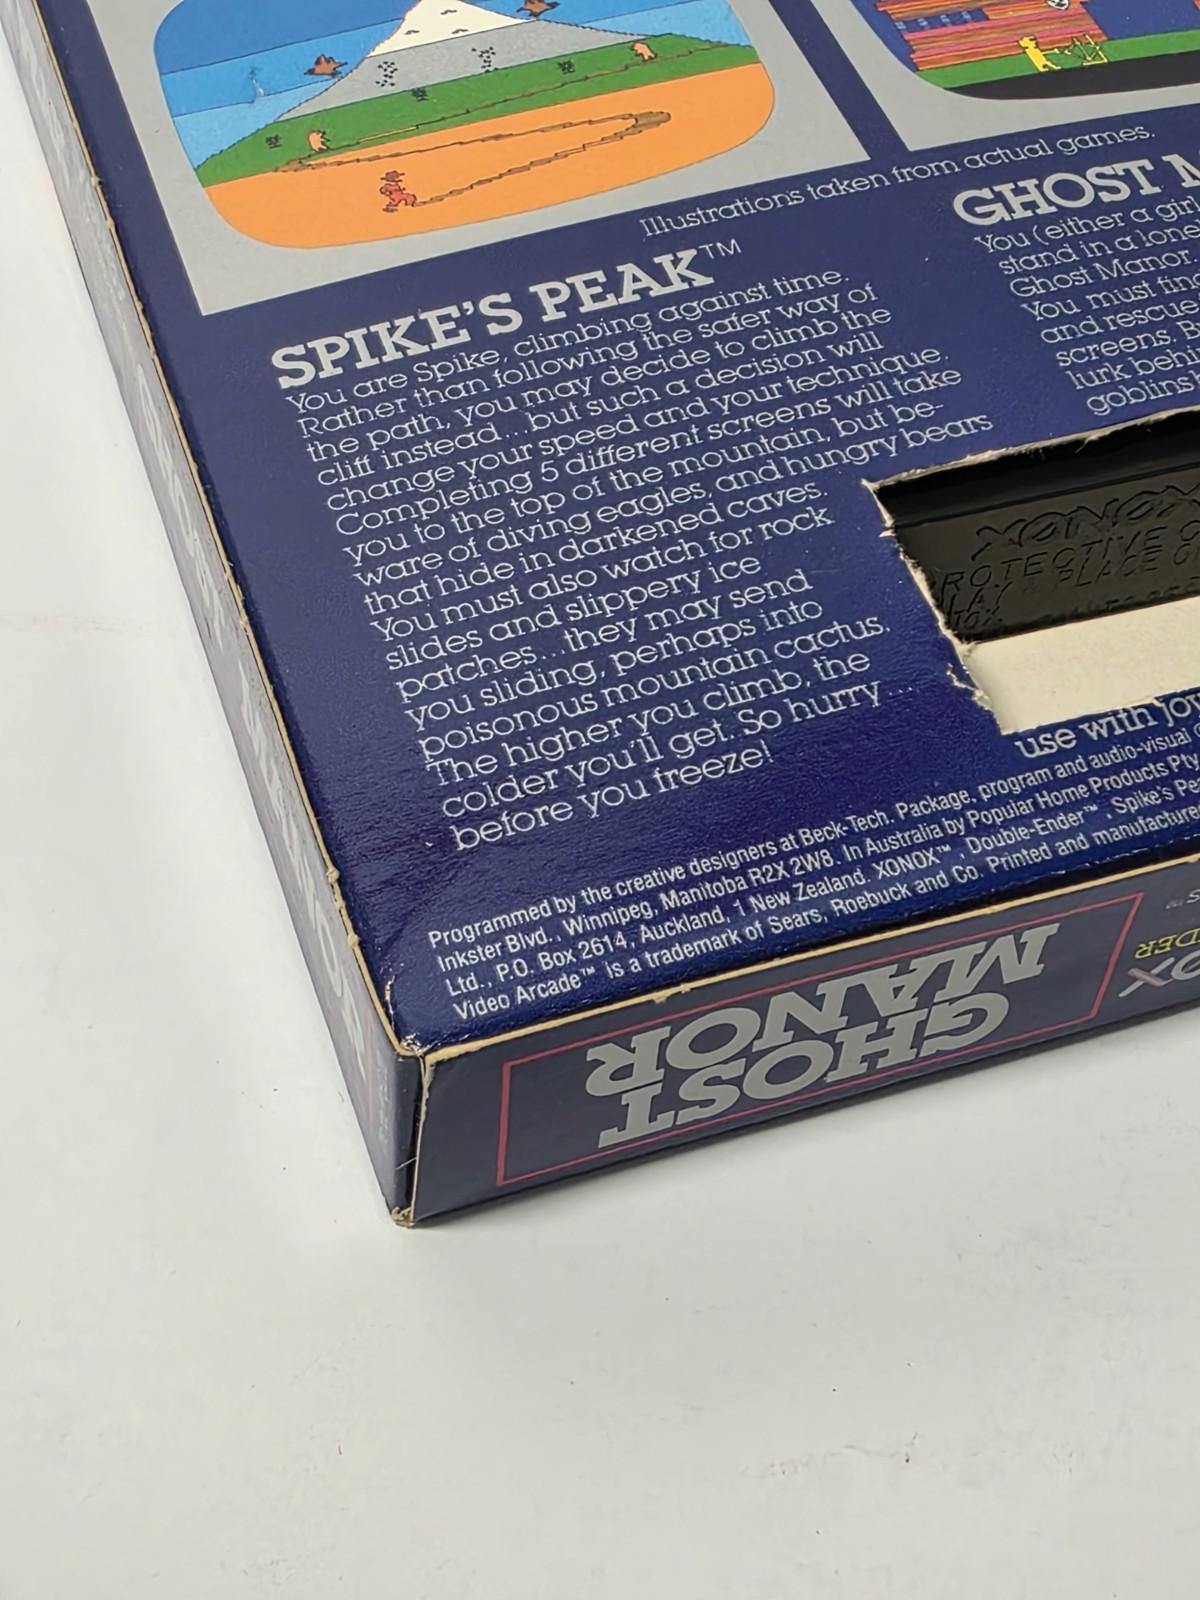 Illustrations taken from actual games.
SPIKE'S PEAK™
You are Spike, climbing against time.
Rather than following the safer way of
the path, you may decide to climb the
cliff instead... but such a decision will
change your speed and your technique.
Completing 5 different screens will take
you to the top of the mountain, but be-
ware of diving eagles, and hungry bears
that hide in darkened caves.
You must also watch for rock
slides and slippery ice
patches... they may send
you sliding, perhaps into
poisonous mountain cactus.
The higher you climb, the
colder you'll get. So hurry...
before you freeze!
GHOST
You (either a girl
stand in a
Ghost Manor.
You must
and rescue
screens.
lurk
goblins
XONOX
PLACE
use with
Programmed by the creative designers at Beck-Tech. Package, program and audio-visual
Inkster Blvd., Winnipeg, Manitoba R2X 2W8. In Australia by Popular Home Products Pty
Ltd., P.O. Box 2614, Auckland, 1 New Zealand. XONOX™, Double-Ender™, Spike's
Video Arcade™ is a trademark of Sears, Roebuck and Co. Printed and
GHOST
MANOR